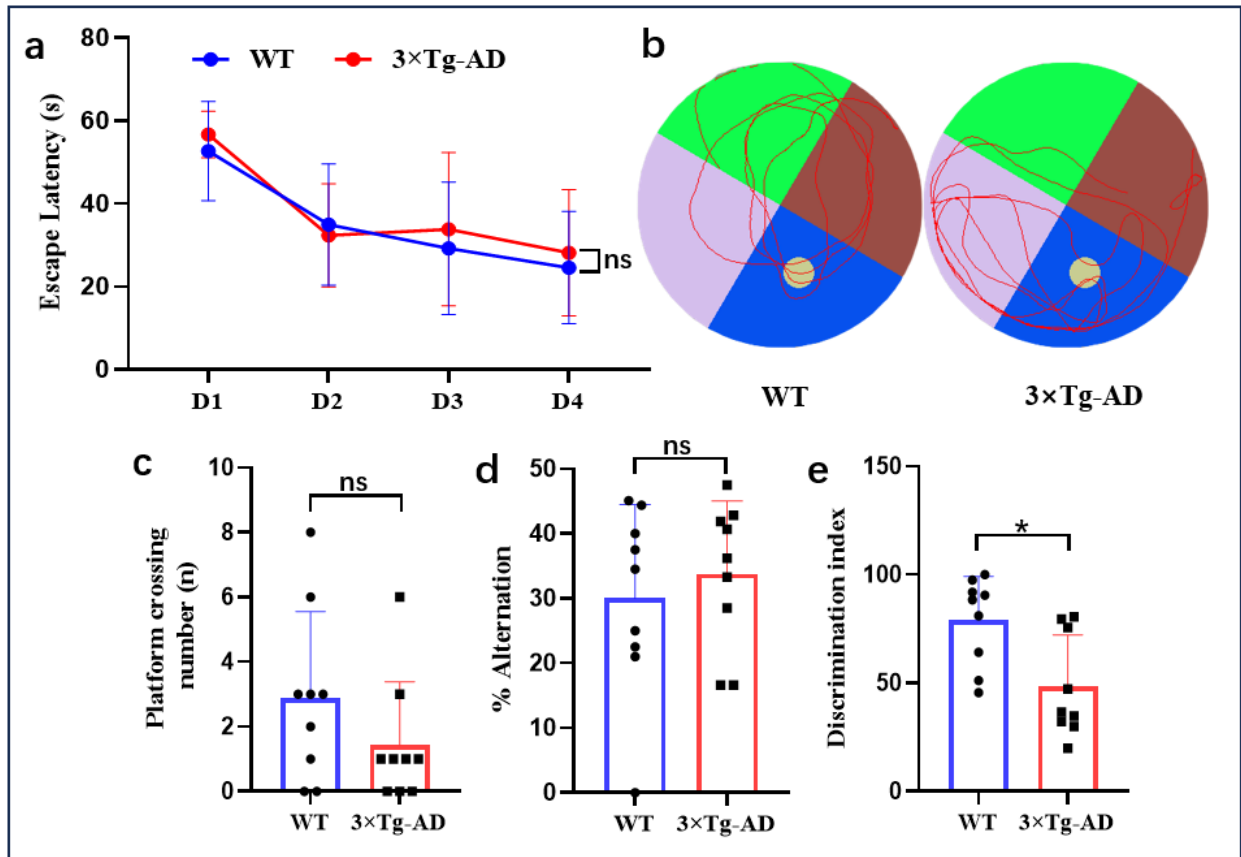 a
WT
3×Tg-AD
Escape Latency (s)
80
60
40
20
0
D1
D2
D3
D4
ns
b
WT
3×Tg-AD
c
Platform crossing
number (n)
10
8
6
4
2
0
ns
WT
3×Tg-AD
d
% Alternation
50
40
30
20
10
0
ns
WT
3×Tg-AD
e
Discrimination index
150
100
50
0
*
WT
3×Tg-AD